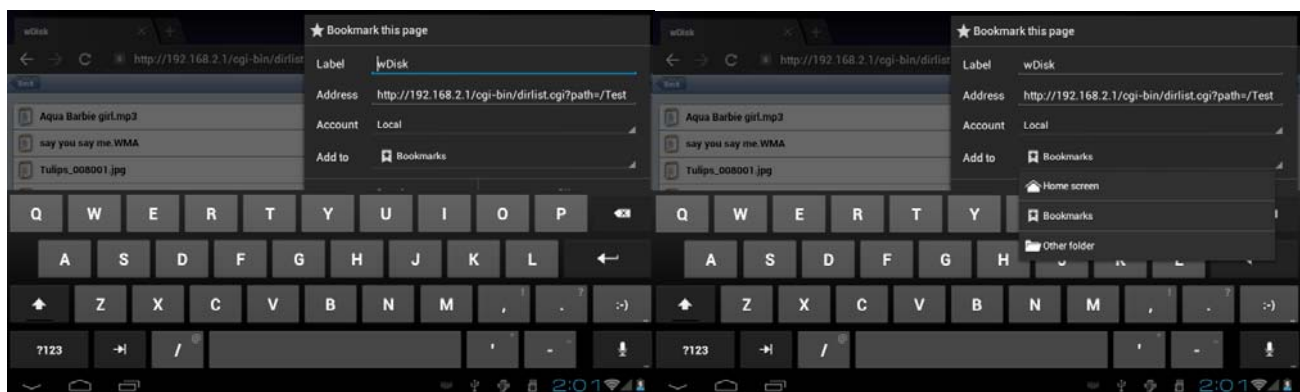 wDisk
Bookmark this page
http://192.168.2.1/cgi-bin/dirlist
Label wDisk
Back
Address http://192.168.2.1/cgi-bin/dirlist.cgi?path=/Test
Aqua Barbie girl.mp3
Account Local
say you say me.WMA
Add to Bookmarks
Tulips_008001.jpg
Q W E R T Y U I O P
A S D F G H J K L
Z X C V B N M , ! . ? :-)
?123 / @ ' -
2:01
wDisk
Bookmark this page
http://192.168.2.1/cgi-bin/dirlist
Label wDisk
Back
Address http://192.168.2.1/cgi-bin/dirlist.cgi?path=/Test
Aqua Barbie girl.mp3
Account Local
say you say me.WMA
Add to Bookmarks
Tulips_008001.jpg
Home screen
Bookmarks
Other folder
Q W E R T Y
A S D F G H
Z X C V B N M , ! . ? :-)
?123 / @ ' -
2:01